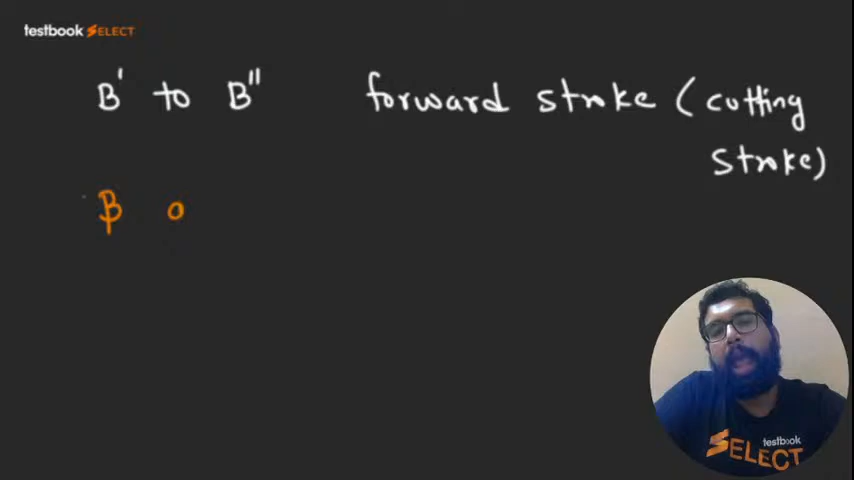 testbook SELECT
B' to B" forward stroke (cutting
stroke)
β o
testbook
SELECT